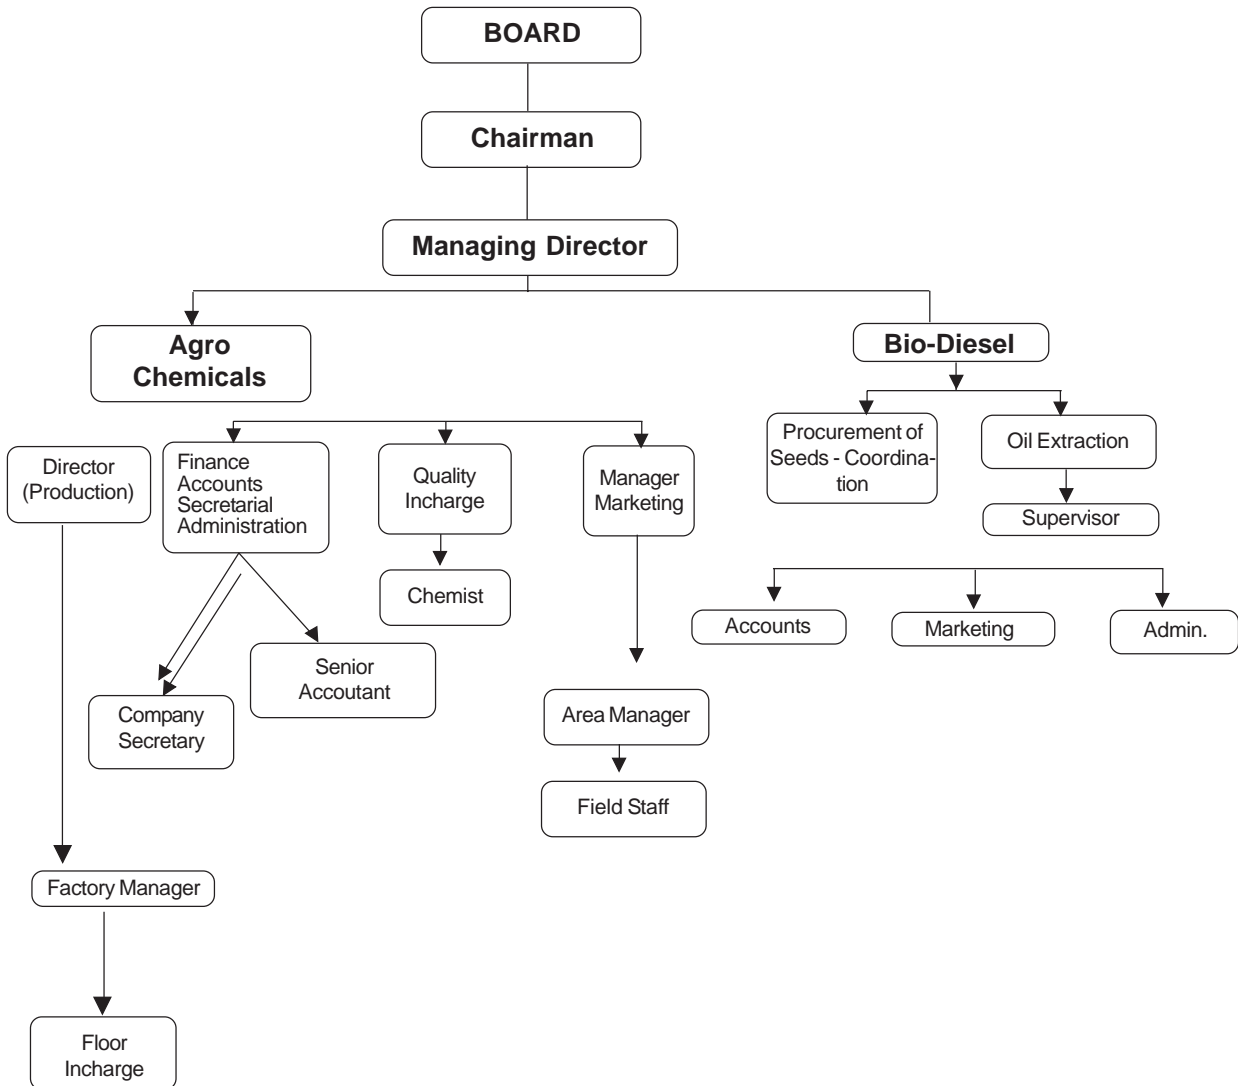 BOARD
Chairman
Managing Director
Agro
Chemicals
Bio-Diesel
Director
(Production)
Finance
Accounts
Secretarial
Administration
Quality
Incharge
Manager
Marketing
Procurement of
Seeds - Coordina-
tion
Oil Extraction
Supervisor
Chemist
Accounts
Marketing
Admin.
Senior
Accoutant
Company
Secretary
Area Manager
Field Staff
Factory Manager
Floor
Incharge